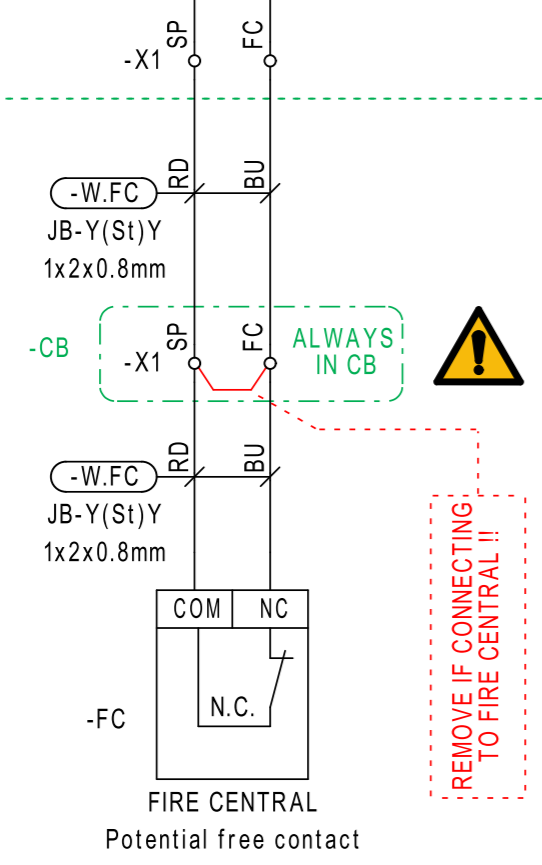 SP
FC
-X1
RD
BU
-W.FC
JB-Y(St)Y
1x2x0.8mm
-CB
SP
FC
-X1
ALWAYS
IN CB
RD
BU
-W.FC
JB-Y(St)Y
1x2x0.8mm
REMOVE IF CONNECTING
TO FIRE CENTRAL !!
COM
NC
N.C.
-FC
FIRE CENTRAL
Potential free contact